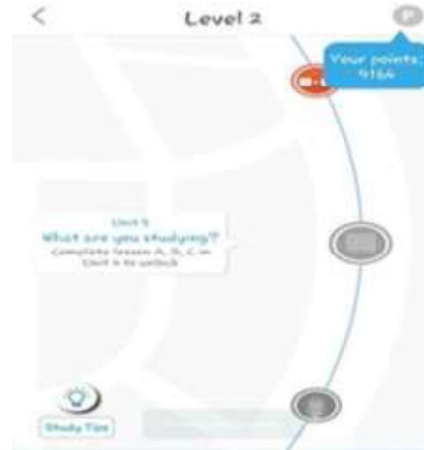 Level 2
P
Your points:
9164
Unit 5
What are you studying?
Complete lesson A, B, C in
Unit 4 to unlock
Study Tips